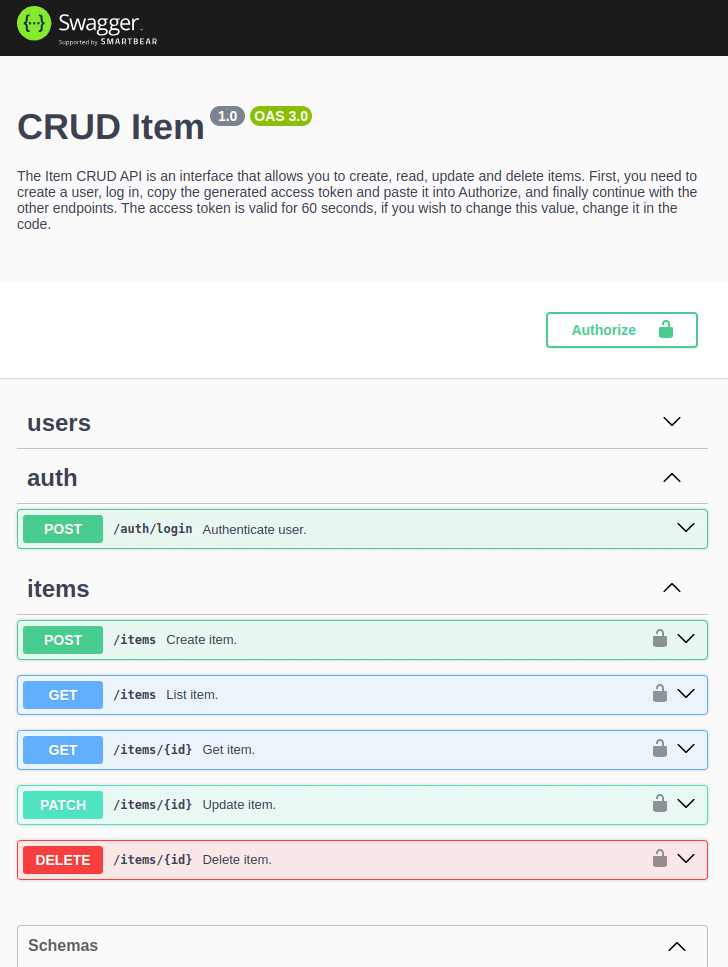 {···} Swagger
Supported by SMARTBEAR
CRUD Item 1.0 OAS 3.0
The Item CRUD API is an interface that allows you to create, read, update and delete items. First, you need to
create a user, log in, copy the generated access token and paste it into Authorize, and finally continue with the
other endpoints. The access token is valid for 60 seconds, if you wish to change this value, change it in the
code.
Authorize
users
auth
POST /auth/login Authenticate user.
items
POST /items Create item.
GET /items List item.
GET /items/{id} Get item.
PATCH /items/{id} Update item.
DELETE /items/{id} Delete item.
Schemas